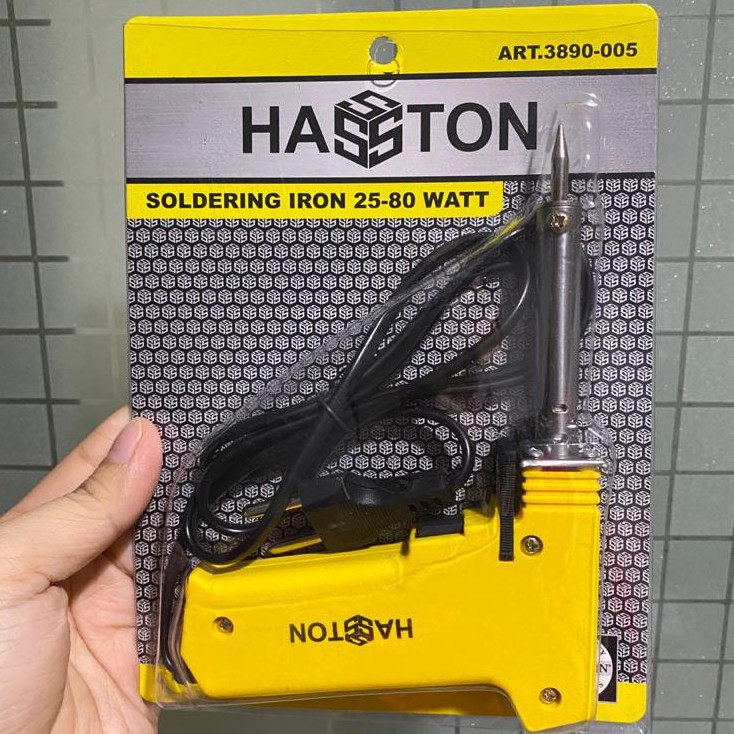 ART.3890-005
HASSTON
SOLDERING IRON 25-80 WATT
HASSTON